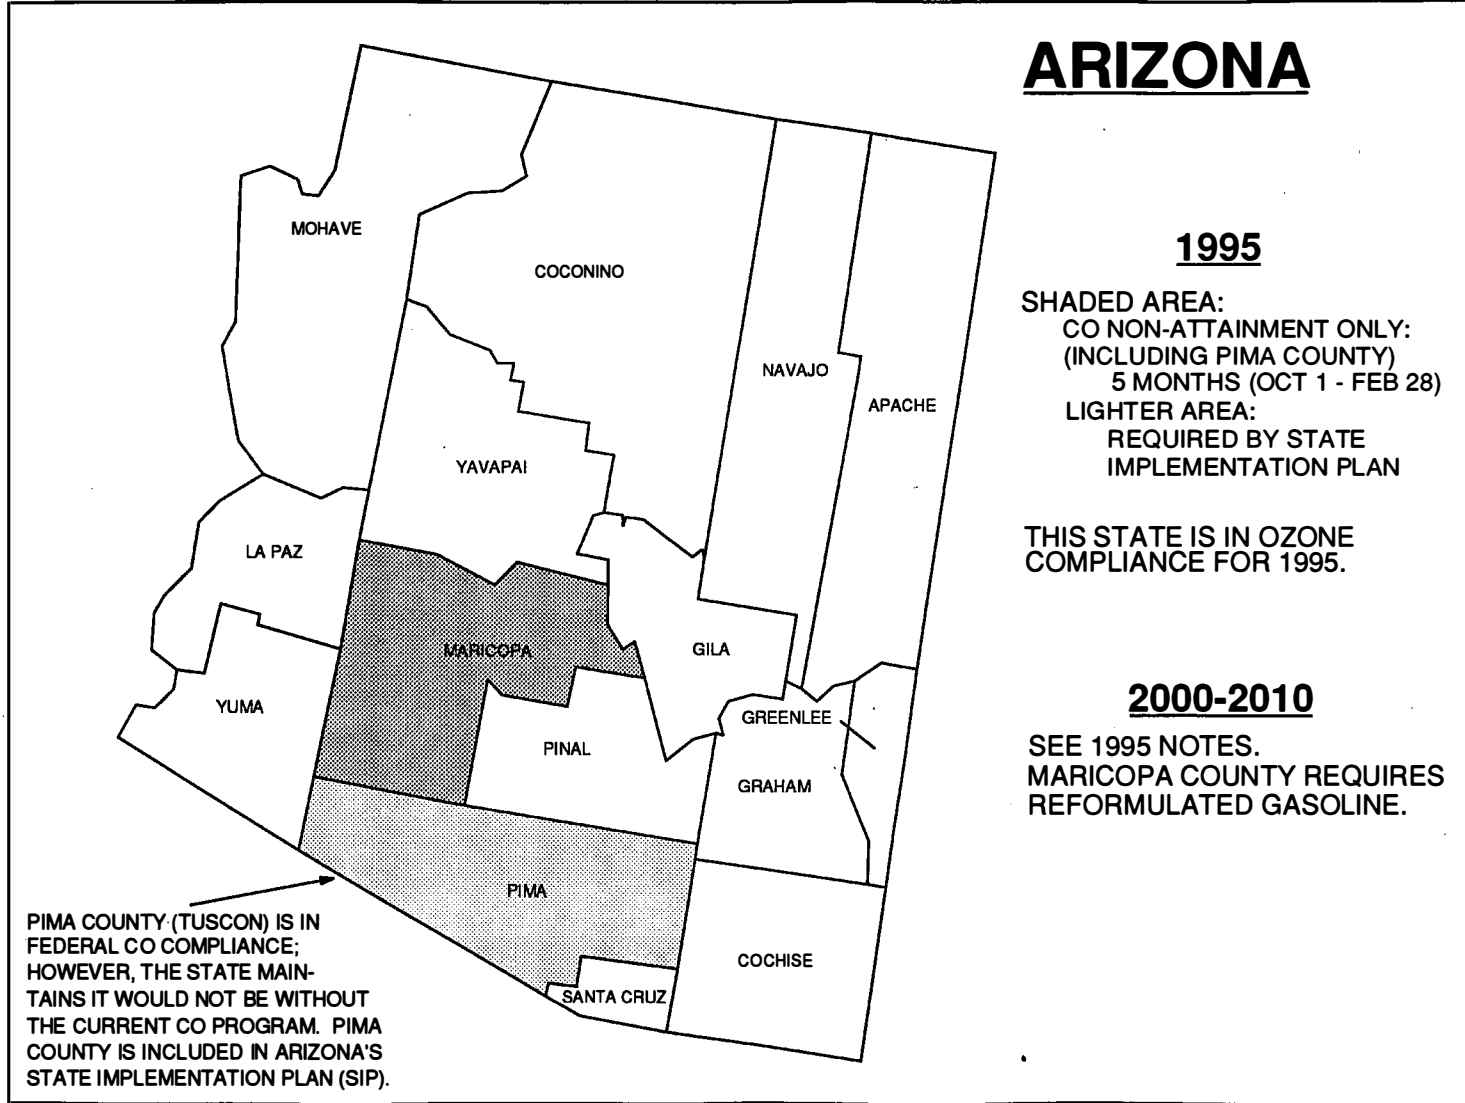 ARIZONA
1995
SHADED AREA:
CO NON-ATTAINMENT ONLY:
(INCLUDING PIMA COUNTY)
5 MONTHS (OCT 1 - FEB 28)
LIGHTER AREA:
REQUIRED BY STATE
IMPLEMENTATION PLAN
THIS STATE IS IN OZONE
COMPLIANCE FOR 1995.
2000-2010
SEE 1995 NOTES.
MARICOPA COUNTY REQUIRES
REFORMULATED GASOLINE.
MOHAVE
COCONINO
NAVAJO
APACHE
YAVAPAI
LA PAZ
MARICOPA
GILA
YUMA
GREENLEE
PINAL
GRAHAM
PIMA
COCHISE
SANTA CRUZ
PIMA COUNTY (TUSCON) IS IN
FEDERAL CO COMPLIANCE;
HOWEVER, THE STATE MAIN-
TAINS IT WOULD NOT BE WITHOUT
THE CURRENT CO PROGRAM. PIMA
COUNTY IS INCLUDED IN ARIZONA'S
STATE IMPLEMENTATION PLAN (SIP).